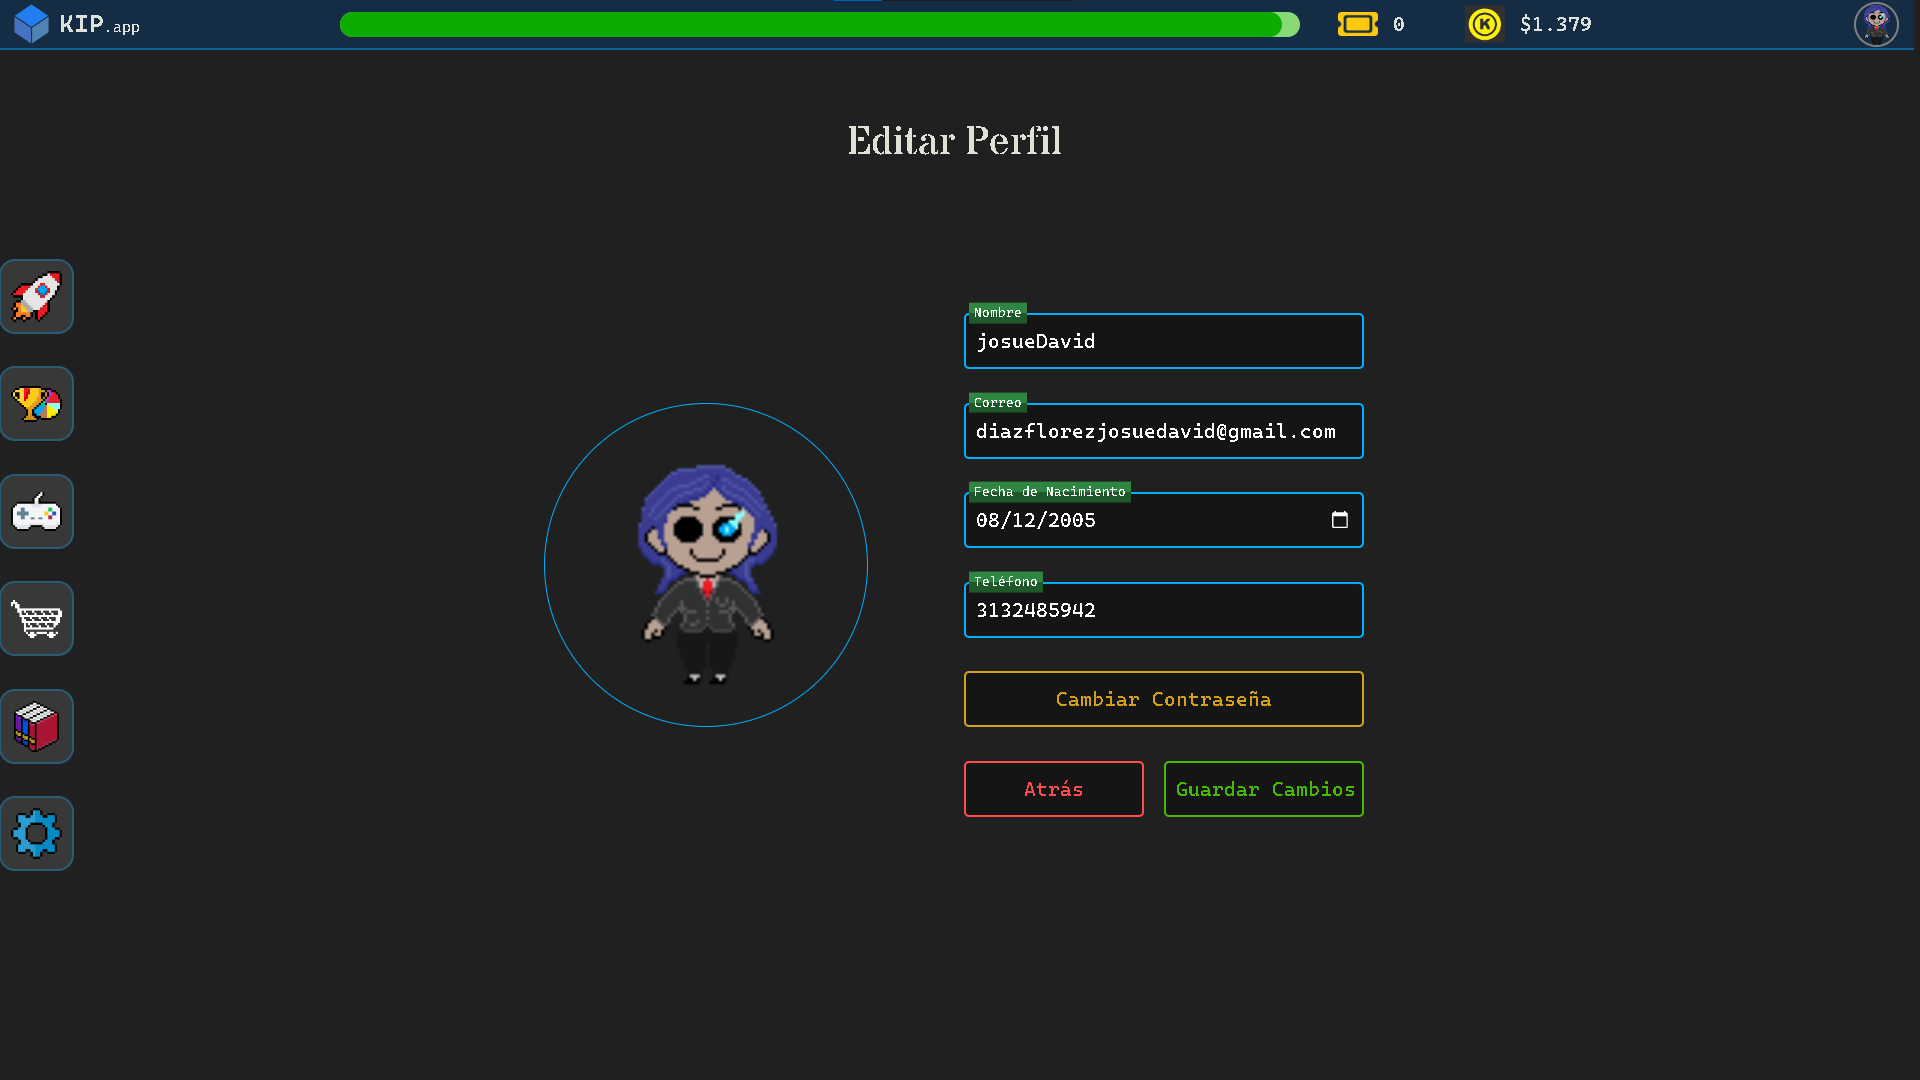 KIP.app
0
K
$1.379
Editar Perfil
Nombre
josueDavid
Correo
diazflorezjosuedavid@gmail.com
Fecha de Nacimiento
08/12/2005
Teléfono
3132485942
Cambiar Contraseña
Atrás
Guardar Cambios